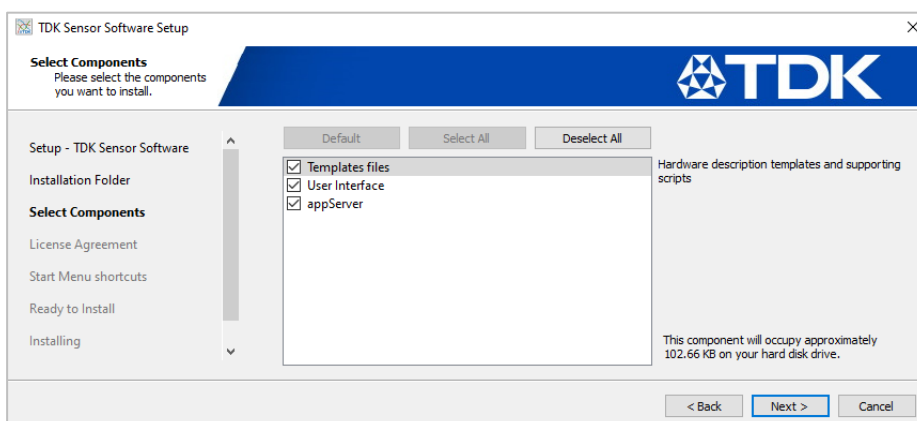 TDK Sensor Software Setup
Select Components
Please select the components
you want to install.
TDK
Setup - TDK Sensor Software
Installation Folder
Select Components
License Agreement
Start Menu shortcuts
Ready to Install
Installing
Default
Select All
Deselect All
Templates files
User Interface
appServer
Hardware description templates and supporting
scripts
This component will occupy approximately
102.66 KB on your hard disk drive.
< Back
Next >
Cancel